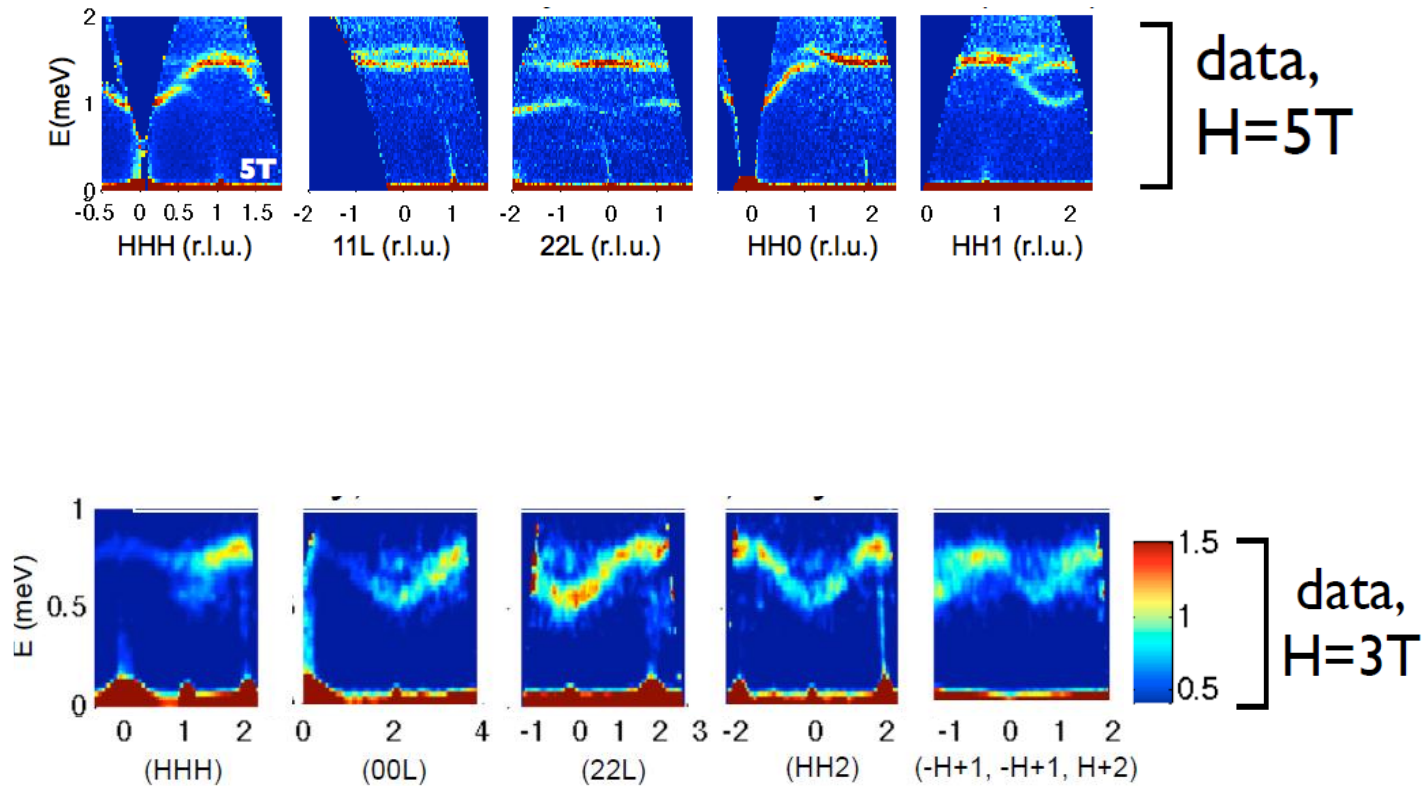 2
1
0
E(meV)
5T
-0.5 0 0.5 1 1.5
-2 -1 0 1
-2 -1 0 1
0 1 2
0 1 2
HHH (r.l.u.)
11L (r.l.u.)
22L (r.l.u.)
HH0 (r.l.u.)
HH1 (r.l.u.)
data,
H=5T
1
0.5
0
E (meV)
0 1 2
0 2 4
-1 0 1 2 3
-2 0 2
-1 0 1 2
(HHH)
(00L)
(22L)
(HH2)
(-H+1, -H+1, H+2)
1.5
1
0.5
data,
H=3T